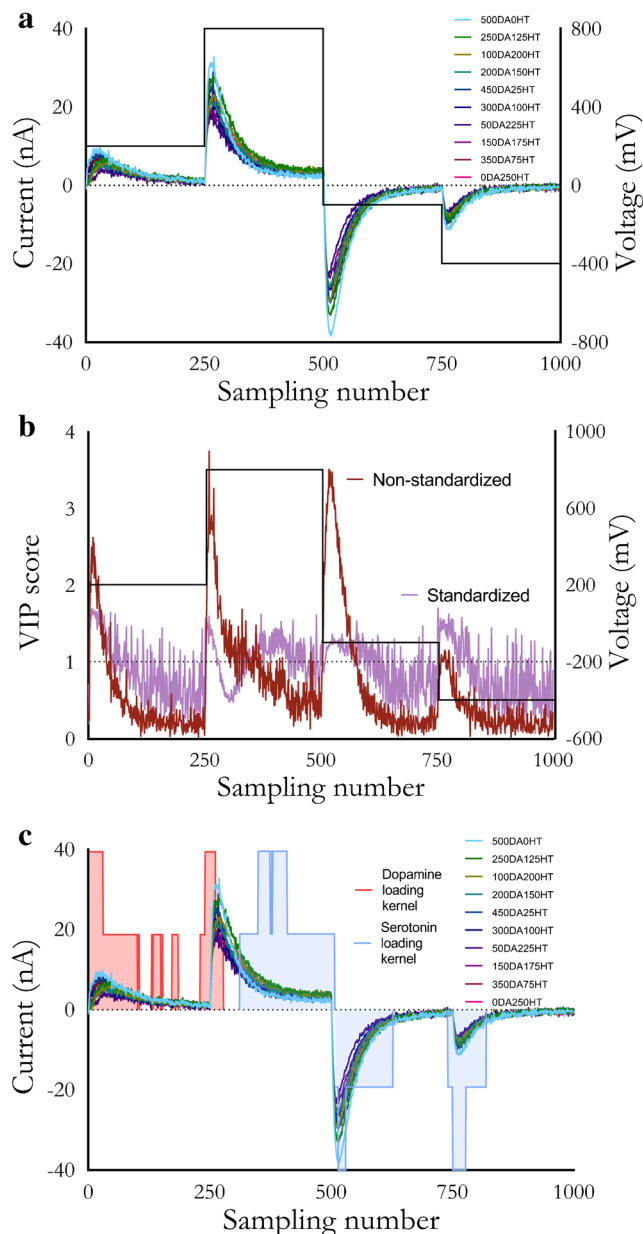 a
40
20
0
-20
-40
Current (nA)
800
400
0
-400
-800
Voltage (mV)
500DA0HT
250DA125HT
100DA200HT
200DA150HT
450DA25HT
300DA100HT
50DA225HT
150DA175HT
350DA75HT
0DA250HT
0
250
500
750
1000
Sampling number
b
4
3
2
1
0
VIP score
1000
800
600
400
200
-200
-400
-600
Voltage (mV)
Non-standardized
Standardized
0
250
500
750
1000
Sampling number
c
40
20
0
-20
-40
Current (nA)
Dopamine
loading
kernel
Serotonin
loading
kernel
500DA0HT
250DA125HT
100DA200HT
200DA150HT
450DA25HT
300DA100HT
50DA225HT
150DA175HT
350DA75HT
0DA250HT
0
250
500
750
1000
Sampling number